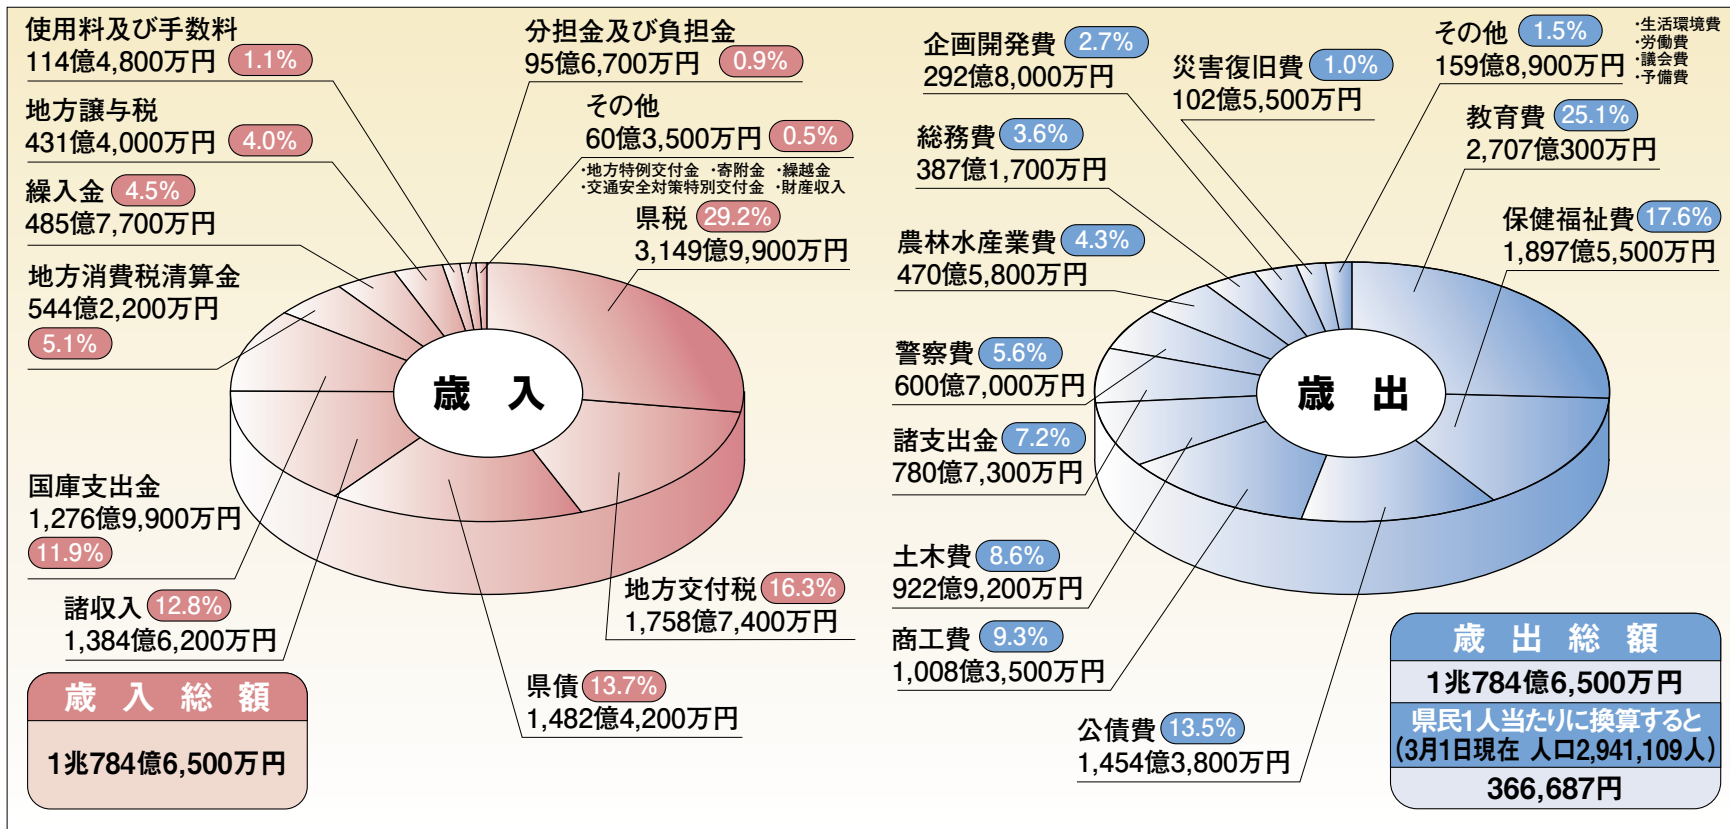 使用料及び手数料
114億4,800万円 1.1%
地方譲与税
431億4,000万円 4.0%
繰入金 4.5%
485億7,700万円
地方消費税清算金
544億2,200万円
5.1%
国庫支出金
1,276億9,900万円
11.9%
諸収入 12.8%
1,384億6,200万円
分担金及び負担金
95億6,700万円 0.9%
その他
60億3,500万円 0.5%
・地方特例交付金 ・寄附金 ・繰越金
・交通安全対策特別交付金 ・財産収入
県税 29.2%
3,149億9,900万円
歳 入
地方交付税 16.3%
1,758億7,400万円
県債 13.7%
1,482億4,200万円
歳 入 総 額
1兆784億6,500万円
企画開発費 2.7%
292億8,000万円
災害復旧費 1.0%
102億5,500万円
その他 1.5%
159億8,900万円
・生活環境費
・労働費
・議会費
・予備費
総務費 3.6%
387億1,700万円
教育費 25.1%
2,707億300万円
農林水産業費 4.3%
470億5,800万円
保健福祉費 17.6%
1,897億5,500万円
警察費 5.6%
600億7,000万円
歳 出
諸支出金 7.2%
780億7,300万円
土木費 8.6%
922億9,200万円
商工費 9.3%
1,008億3,500万円
公債費 13.5%
1,454億3,800万円
歳 出 総 額
1兆784億6,500万円
県民1人当たりに換算すると
(3月1日現在 人口2,941,109人)
366,687円